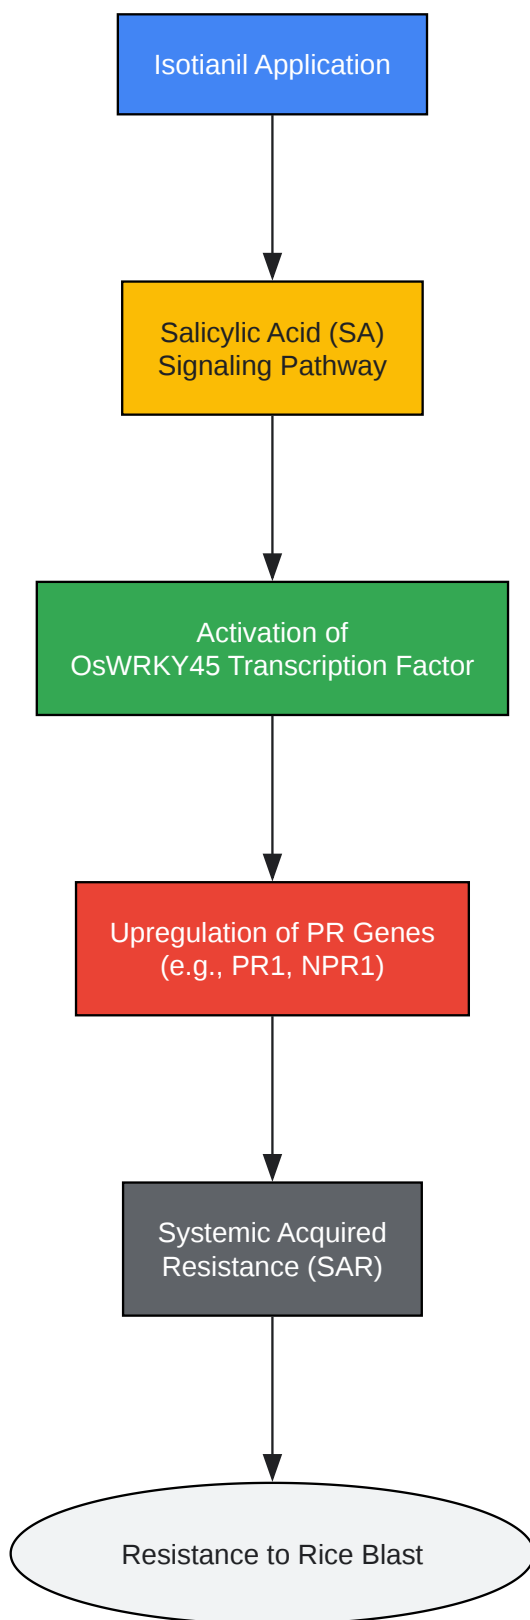 Isotianil Application
Salicylic Acid (SA)
Signaling Pathway
Activation of
OsWRKY45 Transcription Factor
Upregulation of PR Genes
(e.g., PR1, NPR1)
Systemic Acquired
Resistance (SAR)
Resistance to Rice Blast